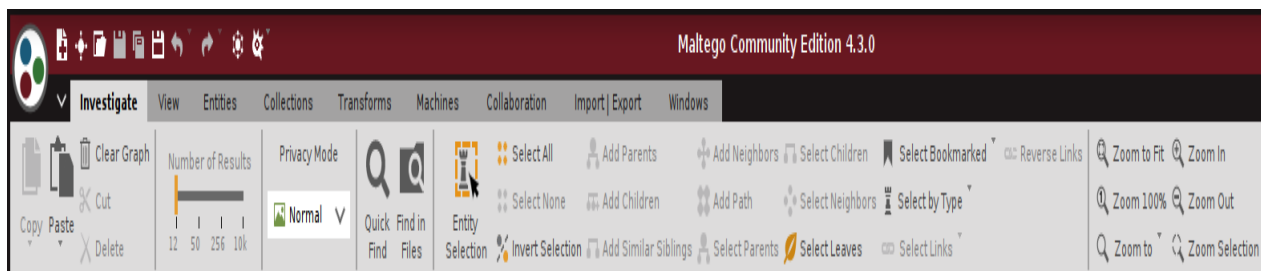 Maltego Community Edition 4.3.0
Investigate View Entities Collections Transforms Machines Collaboration Import | Export Windows
Copy Paste
Clear Graph
Cut
Delete
Number of Results
12 50 256 10k
Privacy Mode
Normal
Quick Find
Find in Files
Entity Selection
Select All
Select None
Invert Selection
Add Parents
Add Children
Add Similar Siblings
Add Neighbors
Add Path
Select Parents
Select Children
Select Neighbors
Select Leaves
Select Bookmarked
Select by Type
Select Links
Reverse Links
Zoom to Fit
Zoom 100%
Zoom to
Zoom In
Zoom Out
Zoom Selection